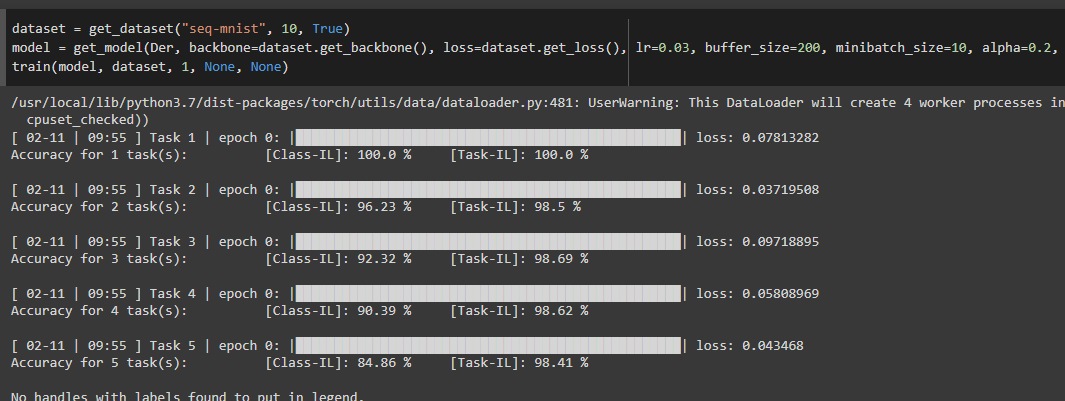 dataset = get_dataset("seq-mnist", 10, True)
model = get_model(Der, backbone=dataset.get_backbone(), loss=dataset.get_loss(), lr=0.03, buffer_size=200, minibatch_size=10, alpha=0.2,
train(model, dataset, 1, None, None)
/usr/local/lib/python3.7/dist-packages/torch/utils/data/dataloader.py:481: UserWarning: This DataLoader will create 4 worker processes in
cpuset_checked))
[ 02-11 | 09:55 ] Task 1 | epoch 0: |██████████████████████████████| loss: 0.07813282
Accuracy for 1 task(s): [Class-IL]: 100.0 % [Task-IL]: 100.0 %
[ 02-11 | 09:55 ] Task 2 | epoch 0: |██████████████████████████████| loss: 0.03719508
Accuracy for 2 task(s): [Class-IL]: 96.23 % [Task-IL]: 98.5 %
[ 02-11 | 09:55 ] Task 3 | epoch 0: |██████████████████████████████| loss: 0.09718895
Accuracy for 3 task(s): [Class-IL]: 92.32 % [Task-IL]: 98.69 %
[ 02-11 | 09:55 ] Task 4 | epoch 0: |██████████████████████████████| loss: 0.05808969
Accuracy for 4 task(s): [Class-IL]: 90.39 % [Task-IL]: 98.62 %
[ 02-11 | 09:55 ] Task 5 | epoch 0: |██████████████████████████████| loss: 0.043468
Accuracy for 5 task(s): [Class-IL]: 84.86 % [Task-IL]: 98.41 %
No handles with labels found to put in legend.